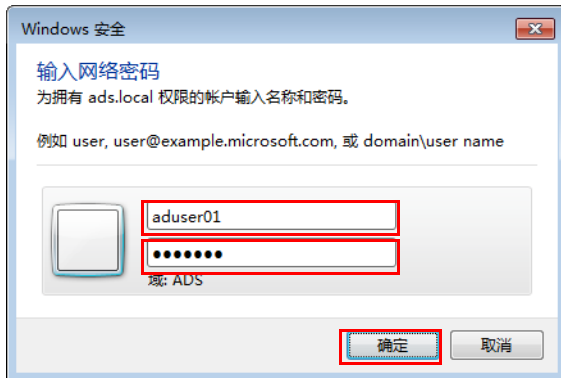 Windows 安全
输入网络密码
为拥有 ads.local 权限的帐户输入名称和密码。
例如 user, user@example.microsoft.com, 或 domain\user name
aduser01
●●●●●●●
域: ADS
确定
取消